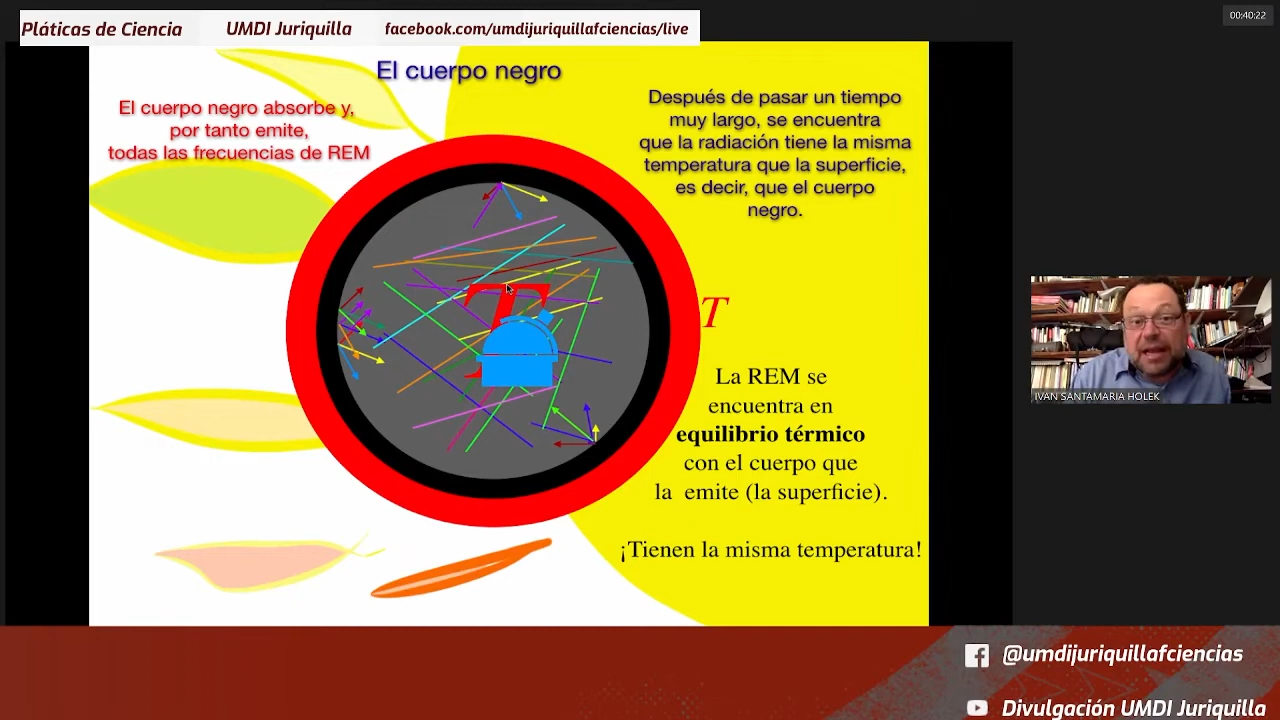 Pláticas de Ciencia UMDI Juriquilla facebook.com/umdijuriquillafciencias/live
00:40:22
El cuerpo negro
El cuerpo negro absorbe y,
por tanto emite,
todas las frecuencias de REM
Después de pasar un tiempo
muy largo, se encuentra
que la radiación tiene la misma
temperatura que la superficie,
es decir, que el cuerpo
negro.
T
T
La REM se
encuentra en
equilibrio térmico
con el cuerpo que
la emite (la superficie).
¡Tienen la misma temperatura!
IVAN SANTAMARIA HOLEK
@umdijuriquillafciencias
Divulgación UMDI Juriquilla